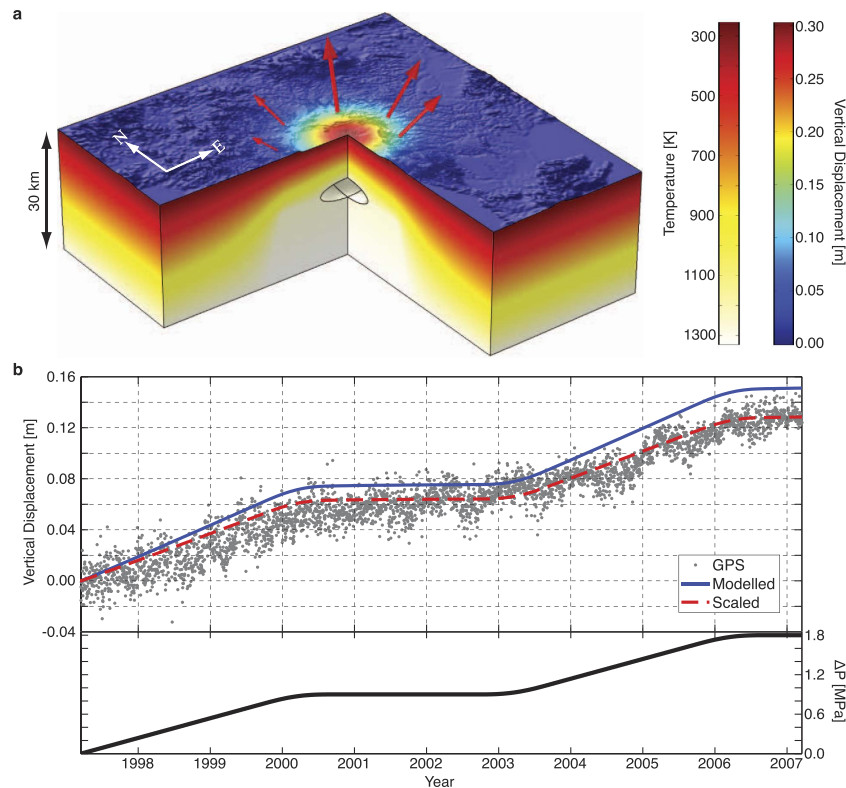 a
N
E
30 km
Temperature [K]
300
500
700
900
1100
1300
Vertical Displacement [m]
0.30
0.25
0.20
0.15
0.10
0.05
0.00
b
Vertical Displacement [m]
0.16
0.12
0.08
0.04
0.00
-0.04
GPS
Modelled
Scaled
1.8
1.2
0.6
0.0
ΔP [MPa]
1998 1999 2000 2001 2002 2003 2004 2005 2006 2007
Year